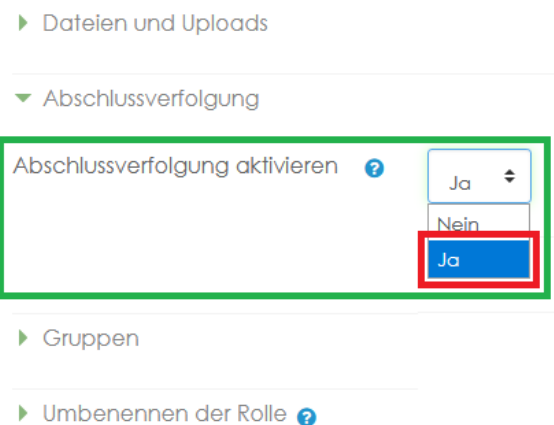 Dateien und Uploads
Abschlussverfolgung
Abschlussverfolgung aktivieren ? Ja
Nein
Ja
Gruppen
Umbenennen der Rolle ?